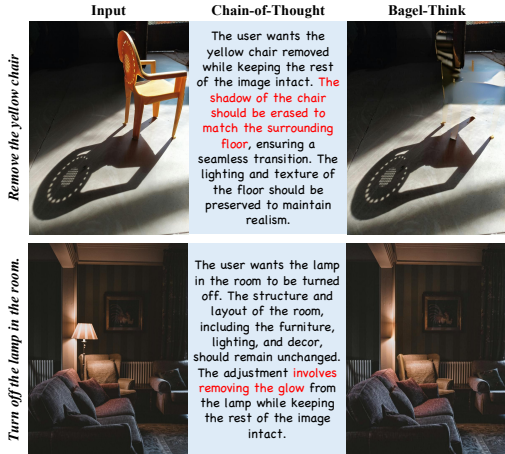 Input
Chain-of-Thought
Bagel-Think
Remove the yellow chair
The user wants the
yellow chair removed
while keeping the rest
of the image intact. The
shadow of the chair
should be erased to
match the surrounding
floor, ensuring a
seamless transition. The
lighting and texture of
the floor should be
preserved to maintain
realism.
Turn off the lamp in the room.
The user wants the lamp
in the room to be turned
off. The structure and
layout of the room,
including the furniture,
lighting, and decor,
should remain unchanged.
The adjustment involves
removing the glow from
the lamp while keeping
the rest of the image
intact.